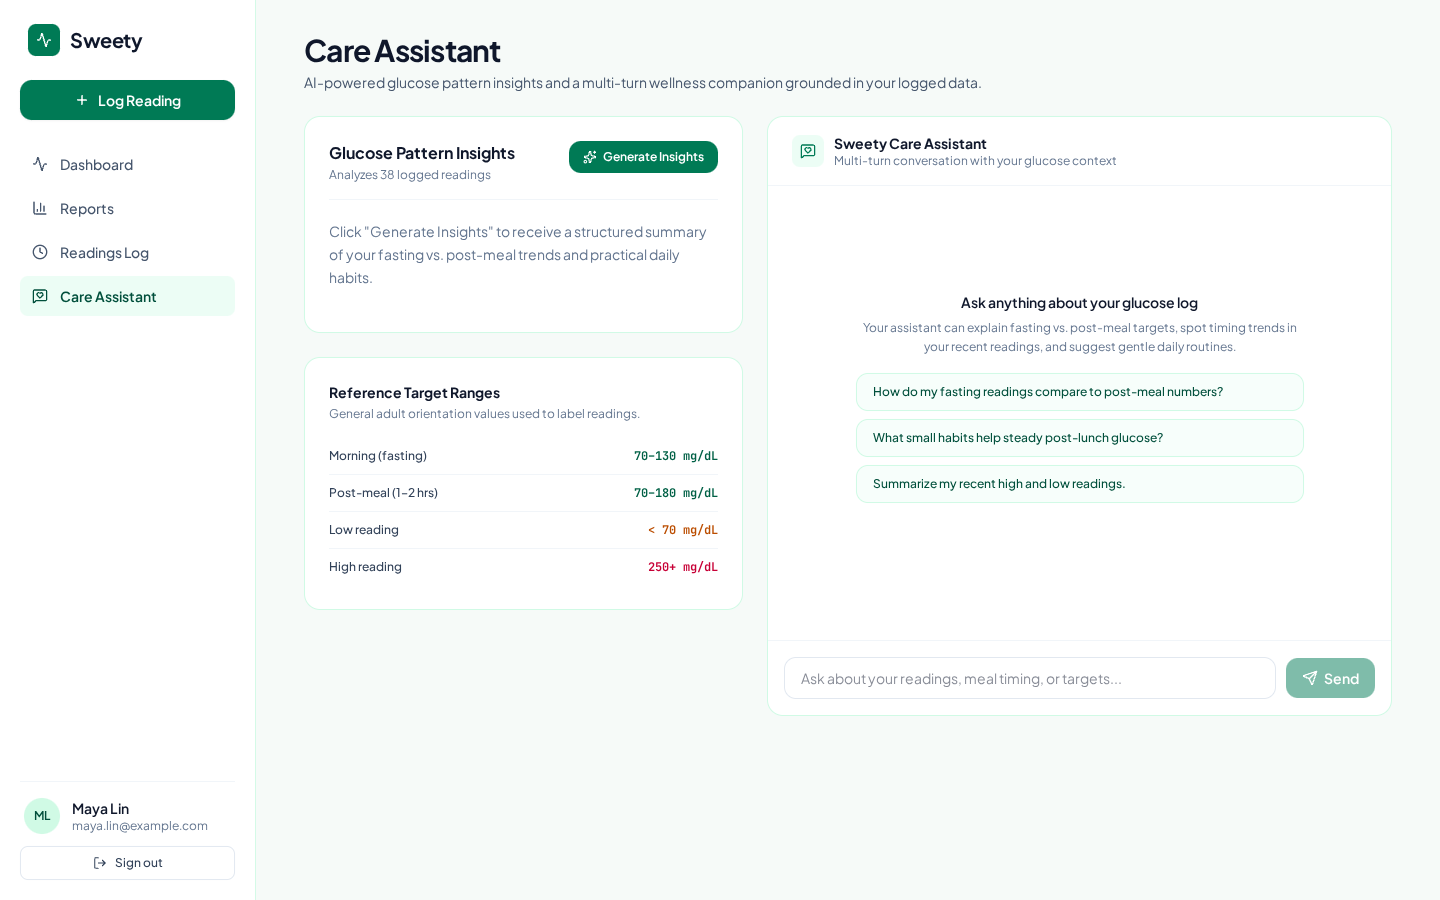 Sweety
Log Reading
Dashboard
Reports
Readings Log
Care Assistant
ML
Maya Lin
maya.lin@example.com
Sign out
Care Assistant
AI-powered glucose pattern insights and a multi-turn wellness companion grounded in your logged data.
Glucose Pattern Insights
Analyzes 38 logged readings
Generate Insights
Click "Generate Insights" to receive a structured summary
of your fasting vs. post-meal trends and practical daily
habits.
Reference Target Ranges
General adult orientation values used to label readings.
Morning (fasting) 70–130 mg/dL
Post-meal (1–2 hrs) 70–180 mg/dL
Low reading < 70 mg/dL
High reading 250+ mg/dL
Sweety Care Assistant
Multi-turn conversation with your glucose context
Ask anything about your glucose log
Your assistant can explain fasting vs. post-meal targets, spot timing trends in
your recent readings, and suggest gentle daily routines.
How do my fasting readings compare to post-meal numbers?
What small habits help steady post-lunch glucose?
Summarize my recent high and low readings.
Ask about your readings, meal timing, or targets...
Send